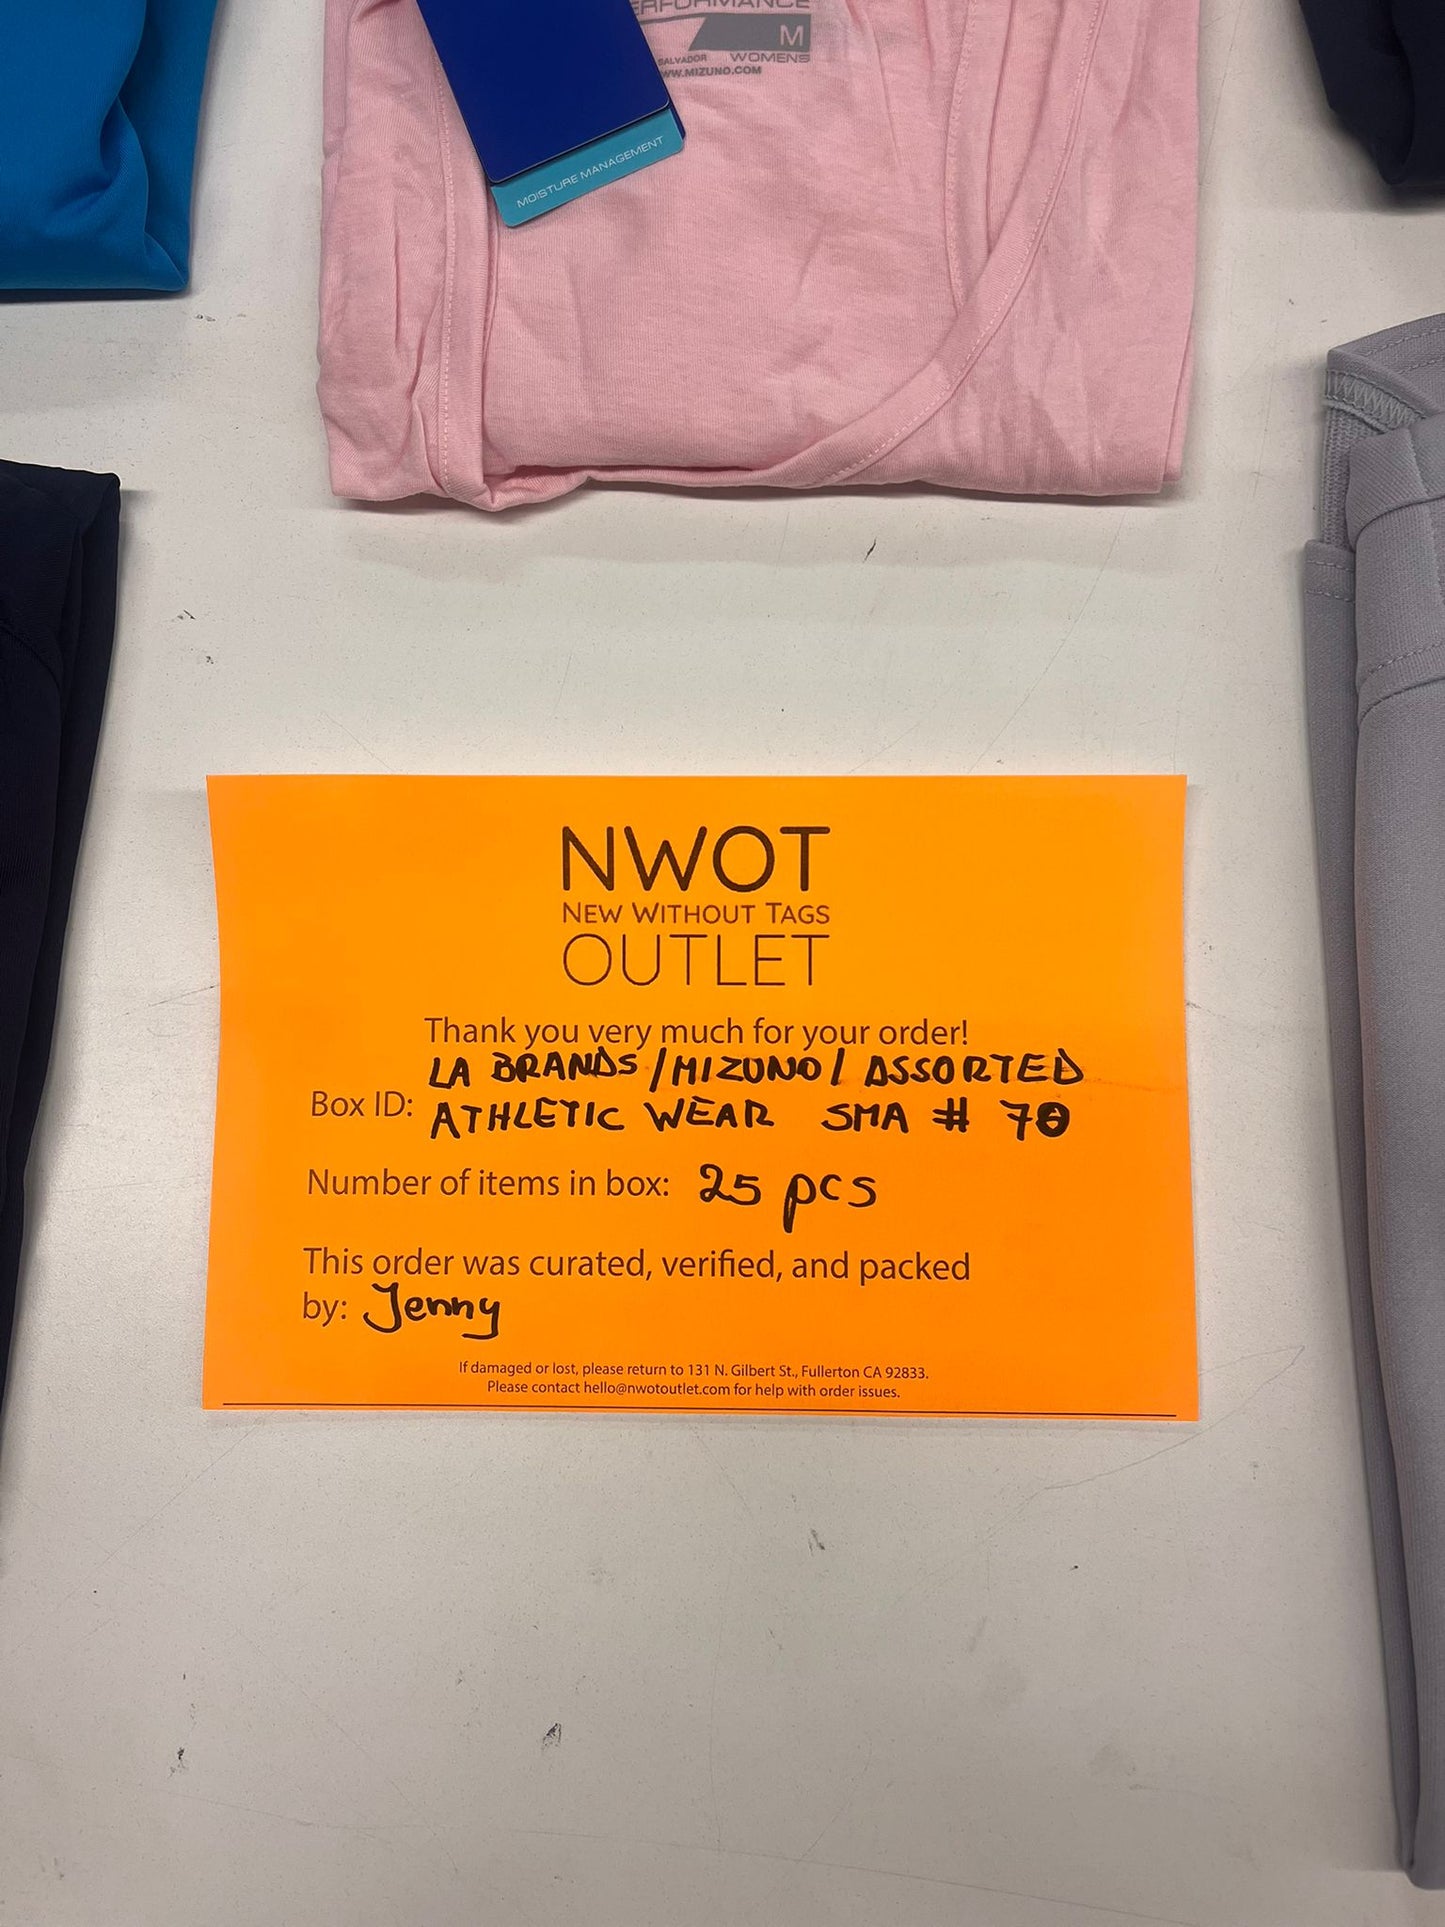 PERFORMANCE
M
SALVADOR WOMENS
WWW.MIZUNO.COM
MOISTURE MANAGEMENT
NWOT
NEW WITHOUT TAGS
OUTLET
Thank you very much for your order!
LA BRANDS/MIZUNO/ASSORTED
Box ID: ATHLETIC WEAR SMA # 70
Number of items in box: 25 pcs
This order was curated, verified, and packed
by: Jenny
If damaged or lost, please return to 131 N. Gilbert St., Fullerton CA 92833.
Please contact hello@nwotoutlet.com for help with order issues.